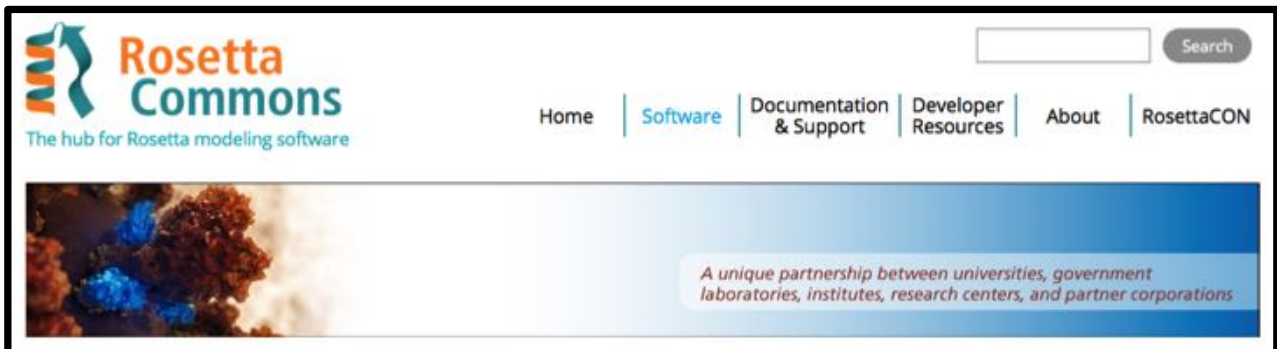 Rosetta
Commons
The hub for Rosetta modeling software
Search
Home
Software
Documentation
& Support
Developer
Resources
About
RosettaCON
A unique partnership between universities, government
laboratories, institutes, research centers, and partner corporations